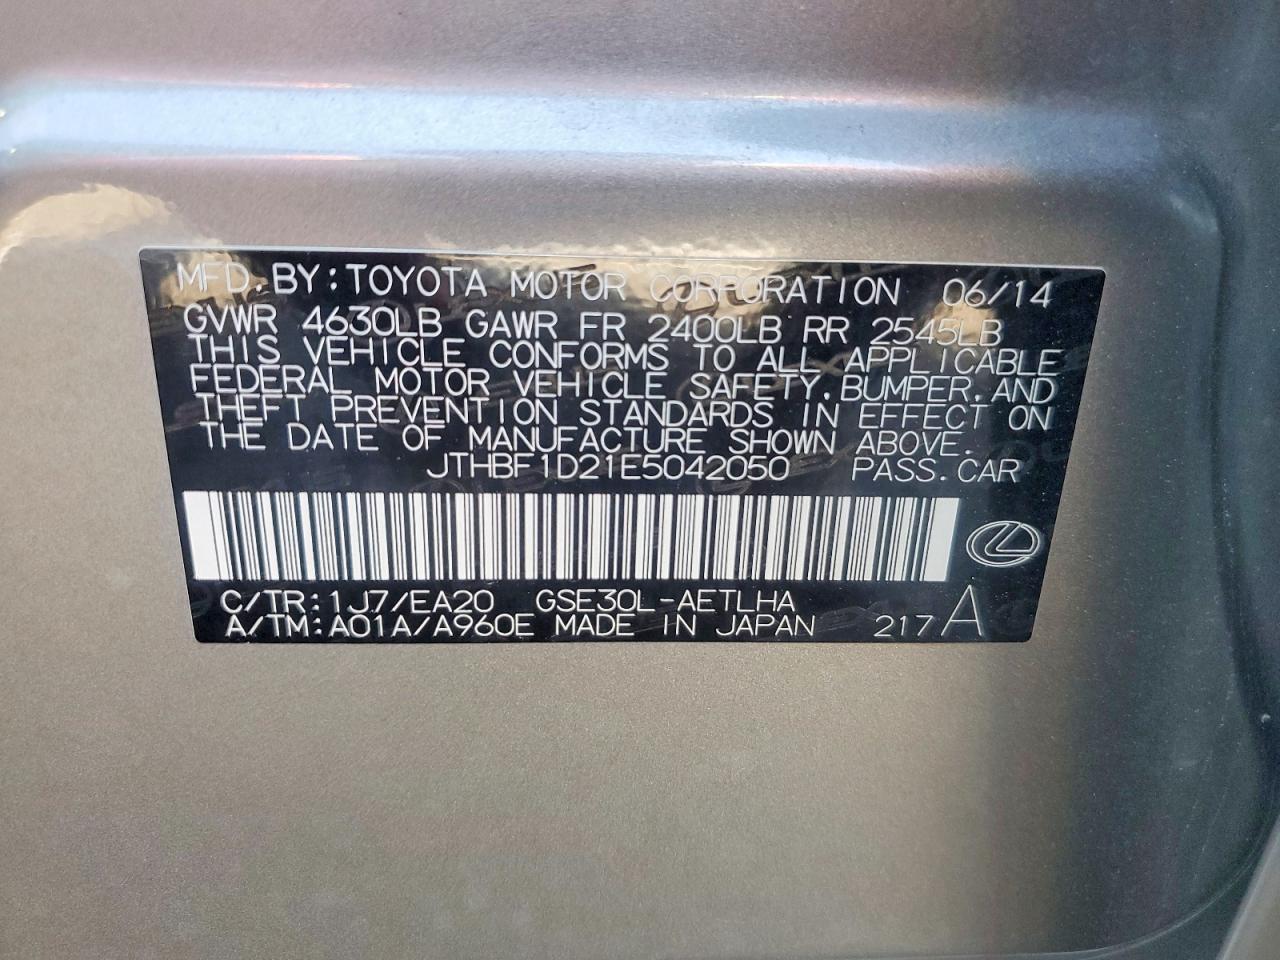 MFD. BY: TOYOTA MOTOR CORPORATION 06/14
GVWR 4630LB GAWR FR 2400LB RR 2545LB
THIS VEHICLE CONFORMS TO ALL APPLICABLE
FEDERAL MOTOR VEHICLE SAFETY, BUMPER, AND
THEFT PREVENTION STANDARDS IN EFFECT ON
THE DATE OF MANUFACTURE SHOWN ABOVE.
JTHBF1D21E5042050 PASS. CAR
C/TR: 1J7/EA20 GSE30L-AETLHA
A/TM: A01A/A960E MADE IN JAPAN 217 A